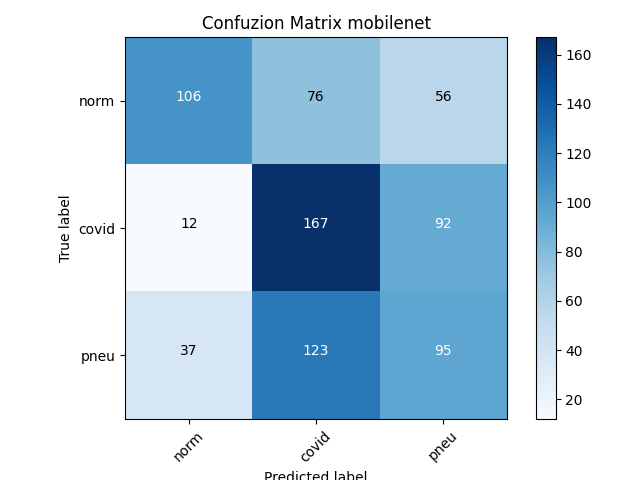 Confuzion Matrix mobilenet
norm 106 76 56
covid 12 167 92
pneu 37 123 95
True label
norm covid pneu
Predicted label
160
140
120
100
80
60
40
20